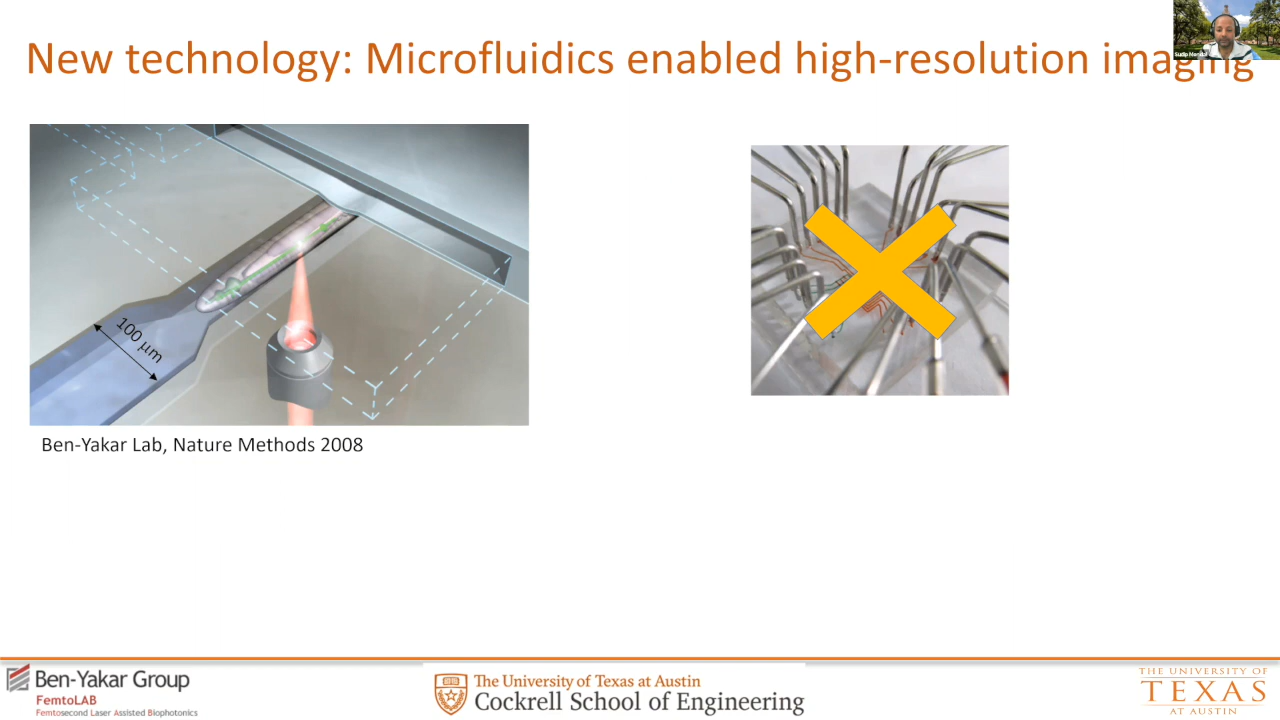 New technology: Microfluidics enabled high-resolution imaging
Sudip Mondal
100 μm
Ben-Yakar Lab, Nature Methods 2008
Ben-Yakar Group
FemtoLAB
Femtosecond Laser Assisted Biophotonics
The University of Texas at Austin
Cockrell School of Engineering
THE UNIVERSITY OF
TEXAS
AT AUSTIN